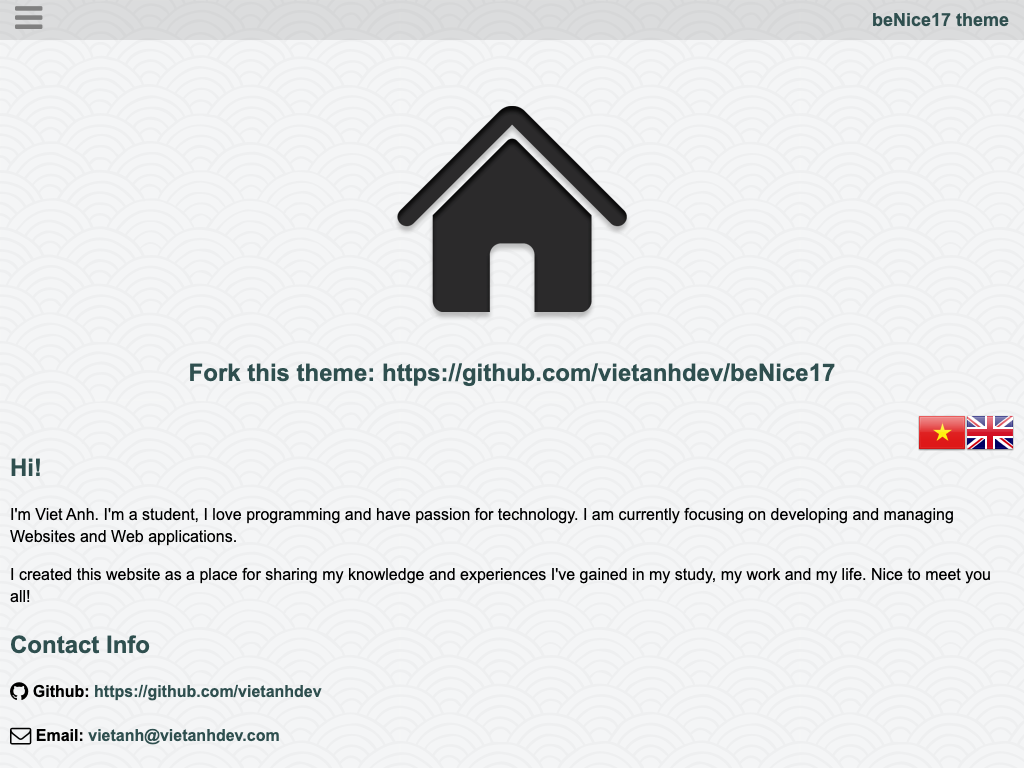 beNice17 theme
Fork this theme: https://github.com/vietanhdev/beNice17
Hi!
I'm Viet Anh. I'm a student, I love programming and have passion for technology. I am currently focusing on developing and managing
Websites and Web applications.
I created this website as a place for sharing my knowledge and experiences I've gained in my study, my work and my life. Nice to meet you
all!
Contact Info
Github: https://github.com/vietanhdev
Email: vietanh@vietanhdev.com